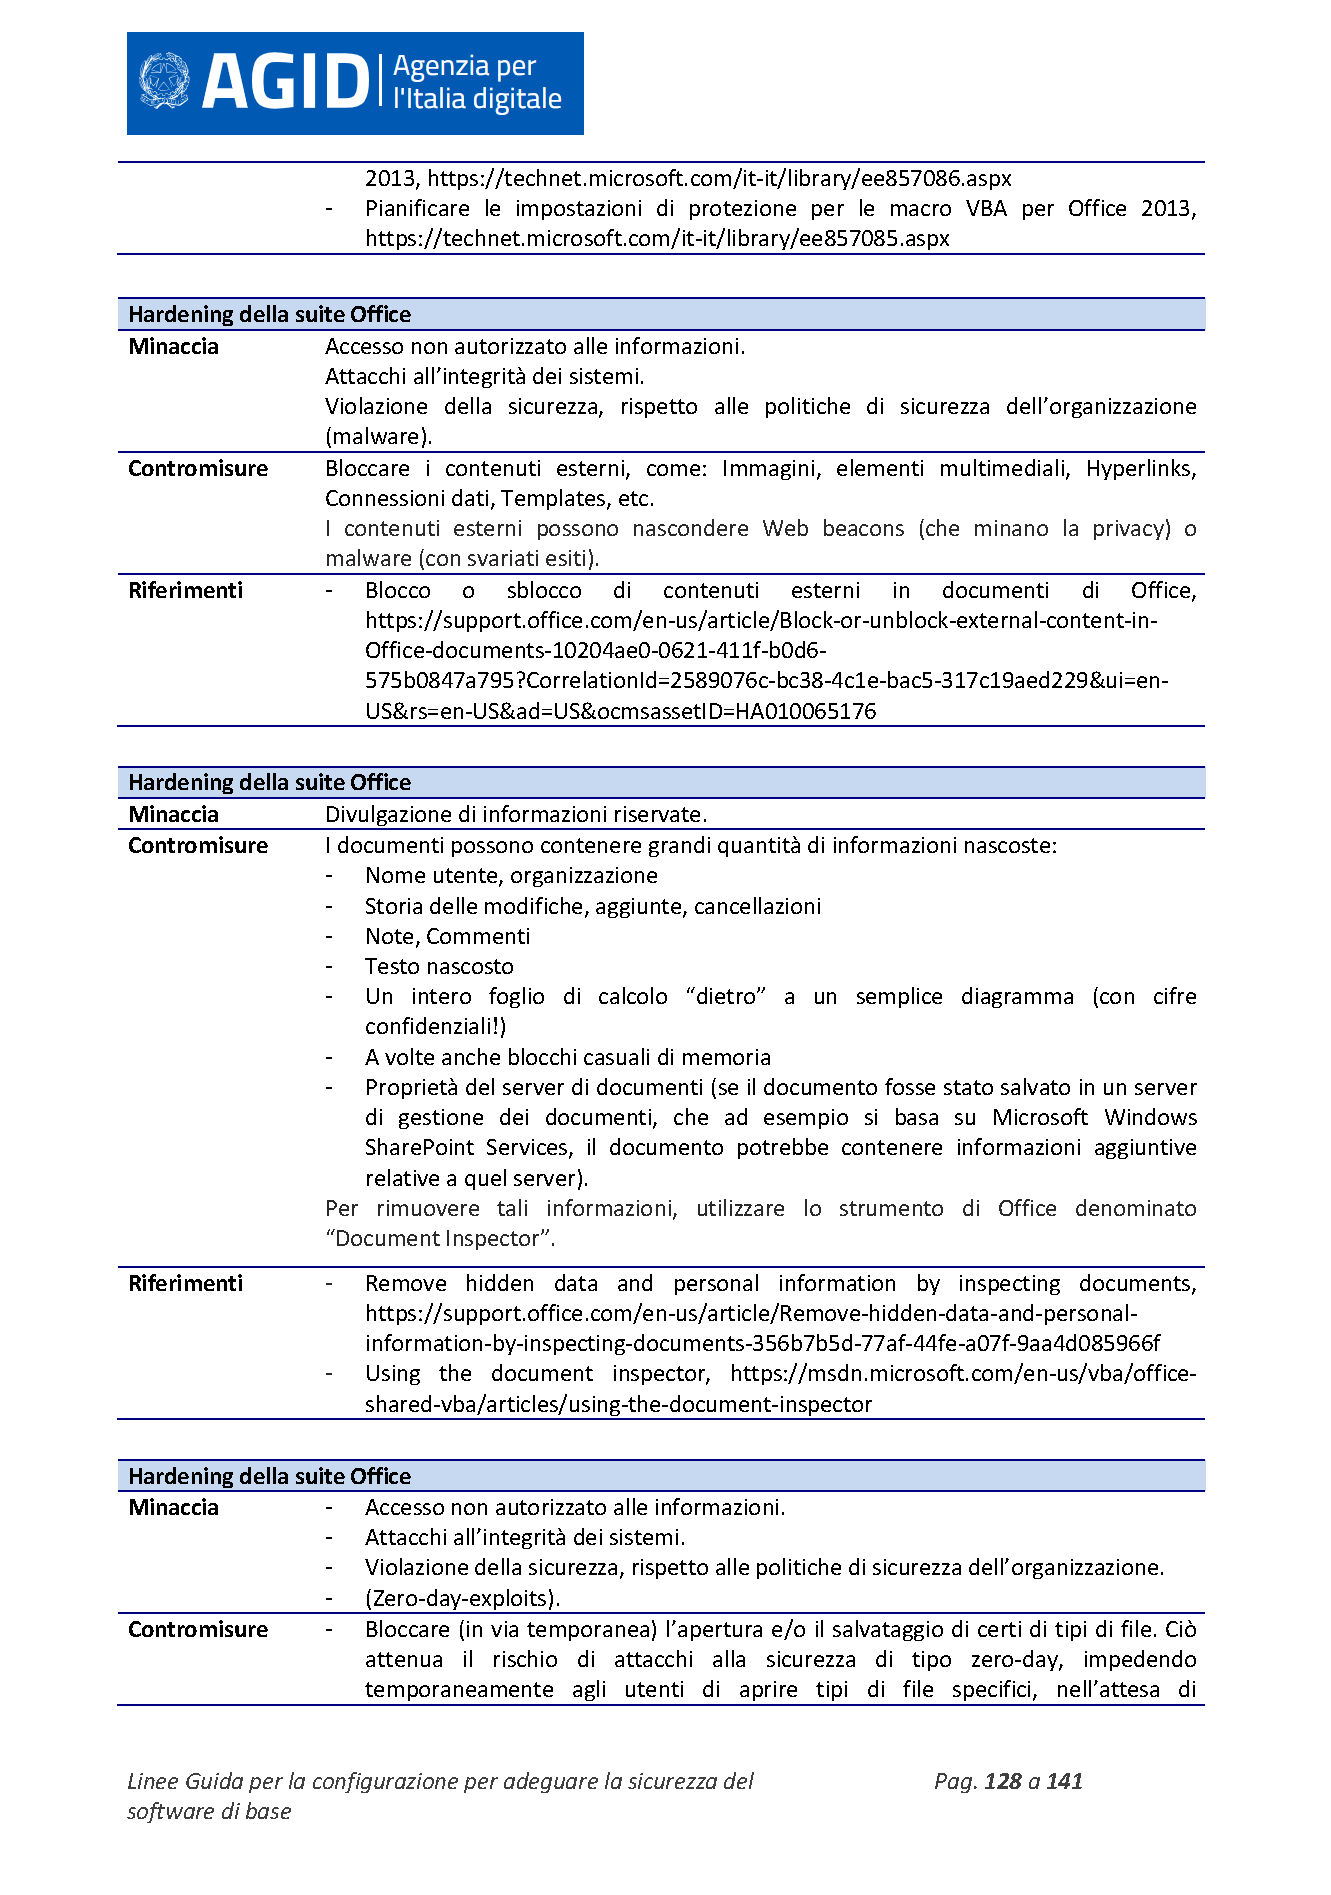 AGID Agenzia per
l'Italia digitale
2013, https://technet.microsoft.com/it-it/library/ee857086.aspx
- Pianificare le impostazioni di protezione per le macro VBA per Office 2013,
https://technet.microsoft.com/it-it/library/ee857085.aspx
Hardening della suite Office
Minaccia Accesso non autorizzato alle informazioni.
Attacchi all’integrità dei sistemi.
Violazione della sicurezza, rispetto alle politiche di sicurezza dell’organizzazione
(malware).
Contromisure Bloccare i contenuti esterni, come: Immagini, elementi multimediali, Hyperlinks,
Connessioni dati, Templates, etc.
I contenuti esterni possono nascondere Web beacons (che minano la privacy) o
malware (con svariati esiti).
Riferimenti - Blocco o sblocco di contenuti esterni in documenti di Office,
https://support.office.com/en-us/article/Block-or-unblock-external-content-in-
Office-documents-10204ae0-0621-411f-b0d6-
575b0847a795?CorrelationId=2589076c-bc38-4c1e-bac5-317c19aed229&ui=en-
US&rs=en-US&ad=US&ocmsassetID=HA010065176
Hardening della suite Office
Minaccia Divulgazione di informazioni riservate.
Contromisure I documenti possono contenere grandi quantità di informazioni nascoste:
- Nome utente, organizzazione
- Storia delle modifiche, aggiunte, cancellazioni
- Note, Commenti
- Testo nascosto
- Un intero foglio di calcolo “dietro” a un semplice diagramma (con cifre
confidenziali!)
- A volte anche blocchi casuali di memoria
- Proprietà del server di documenti (se il documento fosse stato salvato in un server
di gestione dei documenti, che ad esempio si basa su Microsoft Windows
SharePoint Services, il documento potrebbe contenere informazioni aggiuntive
relative a quel server).
Per rimuovere tali informazioni, utilizzare lo strumento di Office denominato
“Document Inspector”.
Riferimenti - Remove hidden data and personal information by inspecting documents,
https://support.office.com/en-us/article/Remove-hidden-data-and-personal-
information-by-inspecting-documents-356b7b5d-77af-44fe-a07f-9aa4d085966f
- Using the document inspector, https://msdn.microsoft.com/en-us/vba/office-
shared-vba/articles/using-the-document-inspector
Hardening della suite Office
Minaccia - Accesso non autorizzato alle informazioni.
- Attacchi all’integrità dei sistemi.
- Violazione della sicurezza, rispetto alle politiche di sicurezza dell’organizzazione.
- (Zero-day-exploits).
Contromisure - Bloccare (in via temporanea) l’apertura e/o il salvataggio di certi di tipi di file. Ciò
attenua il rischio di attacchi alla sicurezza di tipo zero-day, impedendo
temporaneamente agli utenti di aprire tipi di file specifici, nell’attesa di
Linee Guida per la configurazione per adeguare la sicurezza del Pag. 128 a 141
software di base